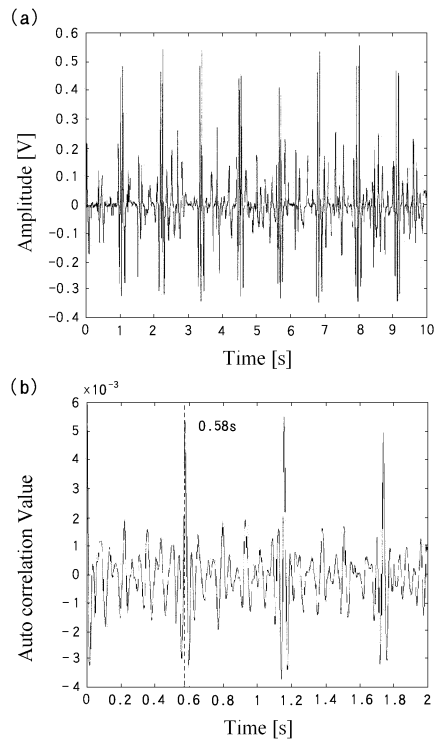 (a)
0.6
0.5
0.4
0.3
0.2
0.1
0
-0.1
-0.2
-0.3
-0.4
Amplitude [V]
0 1 2 3 4 5 6 7 8 9 10
Time [s]
(b)
×10⁻³
6
5
4
3
2
1
0
-1
-2
-3
-4
0.58s
Auto correlation Value
0 0.2 0.4 0.6 0.8 1 1.2 1.4 1.6 1.8 2
Time [s]